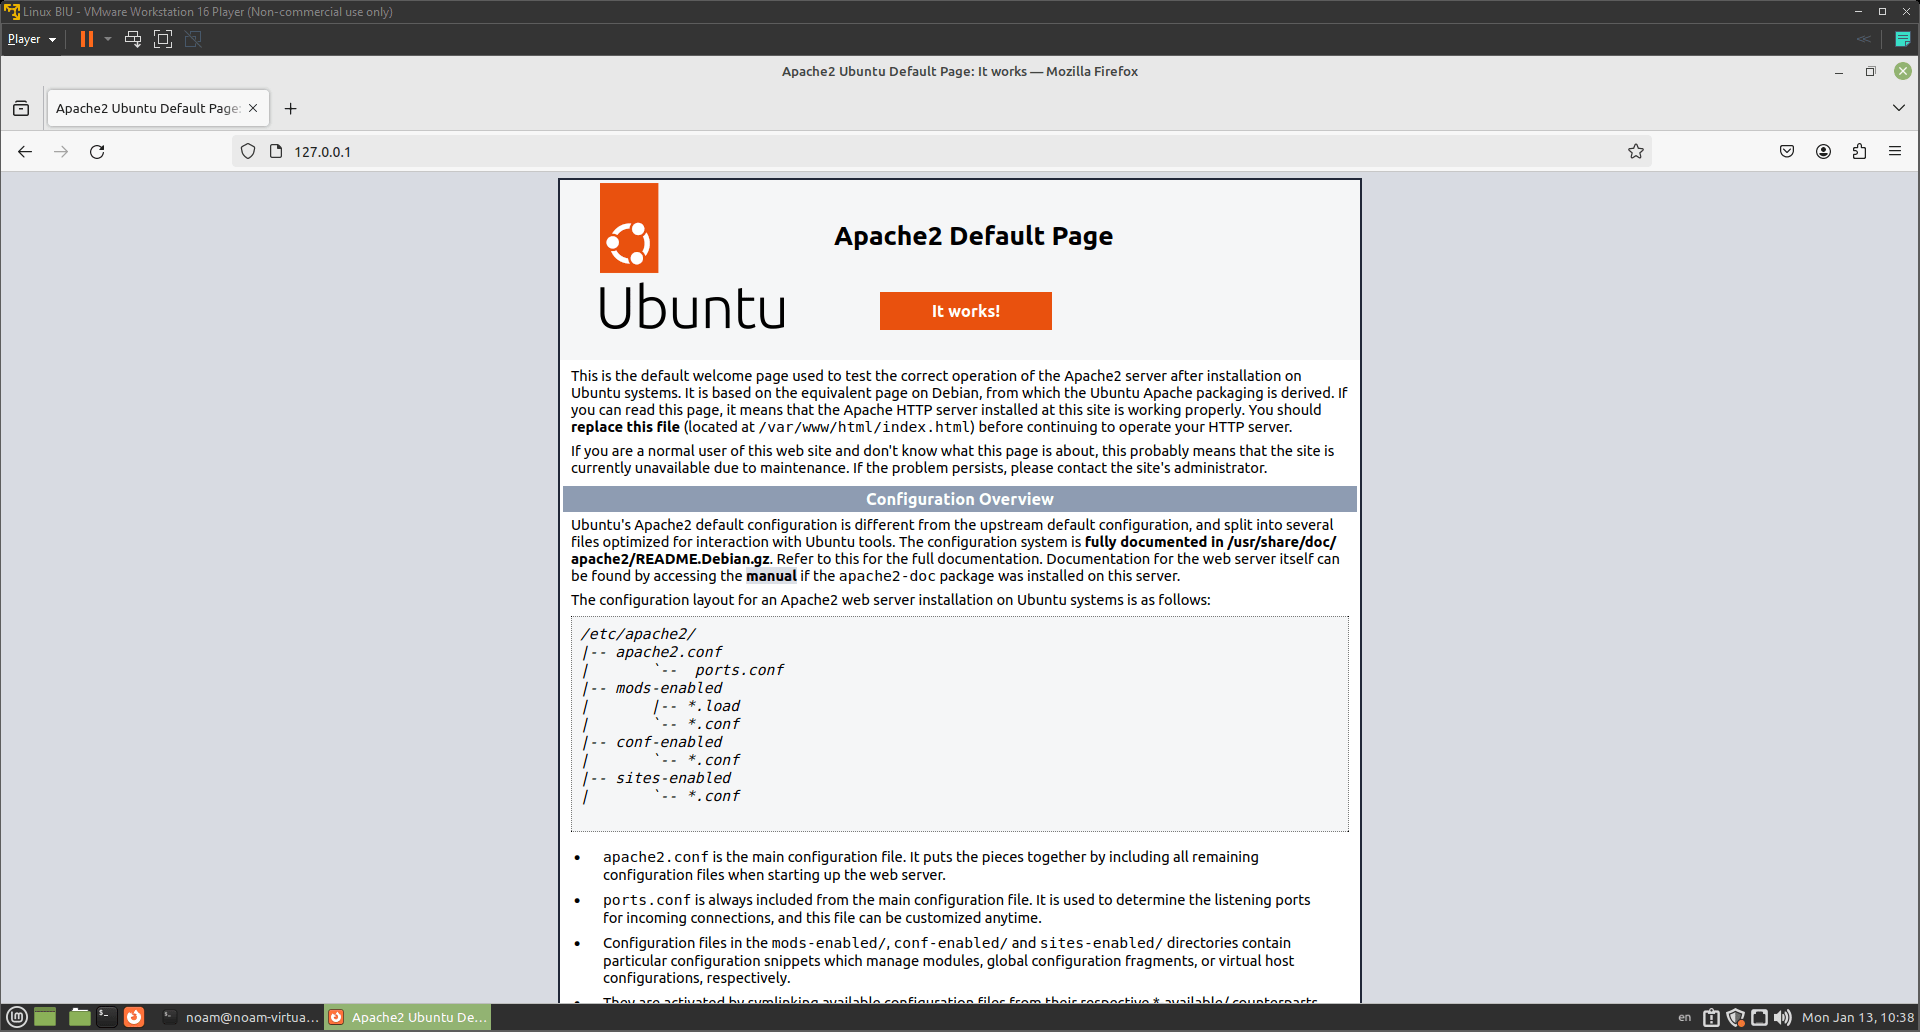 Linux BIU - VMware Workstation 16 Player (Non-commercial use only)
Player
Apache2 Ubuntu Default Page: It works — Mozilla Firefox
Apache2 Ubuntu Default Page:
127.0.0.1
Apache2 Default Page
Ubuntu
It works!
This is the default welcome page used to test the correct operation of the Apache2 server after installation on
Ubuntu systems. It is based on the equivalent page on Debian, from which the Ubuntu Apache packaging is derived. If
you can read this page, it means that the Apache HTTP server installed at this site is working properly. You should
replace this file (located at /var/www/html/index.html) before continuing to operate your HTTP server.
If you are a normal user of this web site and don't know what this page is about, this probably means that the site is
currently unavailable due to maintenance. If the problem persists, please contact the site's administrator.
Configuration Overview
Ubuntu's Apache2 default configuration is different from the upstream default configuration, and split into several
files optimized for interaction with Ubuntu tools. The configuration system is fully documented in /usr/share/doc/
apache2/README.Debian.gz. Refer to this for the full documentation. Documentation for the web server itself can
be found by accessing the manual if the apache2-doc package was installed on this server.
The configuration layout for an Apache2 web server installation on Ubuntu systems is as follows:
/etc/apache2/
|-- apache2.conf
|       `--  ports.conf
|-- mods-enabled
|       |-- *.load
|       `-- *.conf
|-- conf-enabled
|       `-- *.conf
|-- sites-enabled
|       `-- *.conf
• apache2.conf is the main configuration file. It puts the pieces together by including all remaining
configuration files when starting up the web server.
• ports.conf is always included from the main configuration file. It is used to determine the listening ports
for incoming connections, and this file can be customized anytime.
• Configuration files in the mods-enabled/, conf-enabled/ and sites-enabled/ directories contain
particular configuration snippets which manage modules, global configuration fragments, or virtual host
configurations, respectively.
• They are activated by symlinking available configuration files from their respective *-available/ counterparts.
noam@noam-virtua...
Apache2 Ubuntu De...
en
Mon Jan 13, 10:38